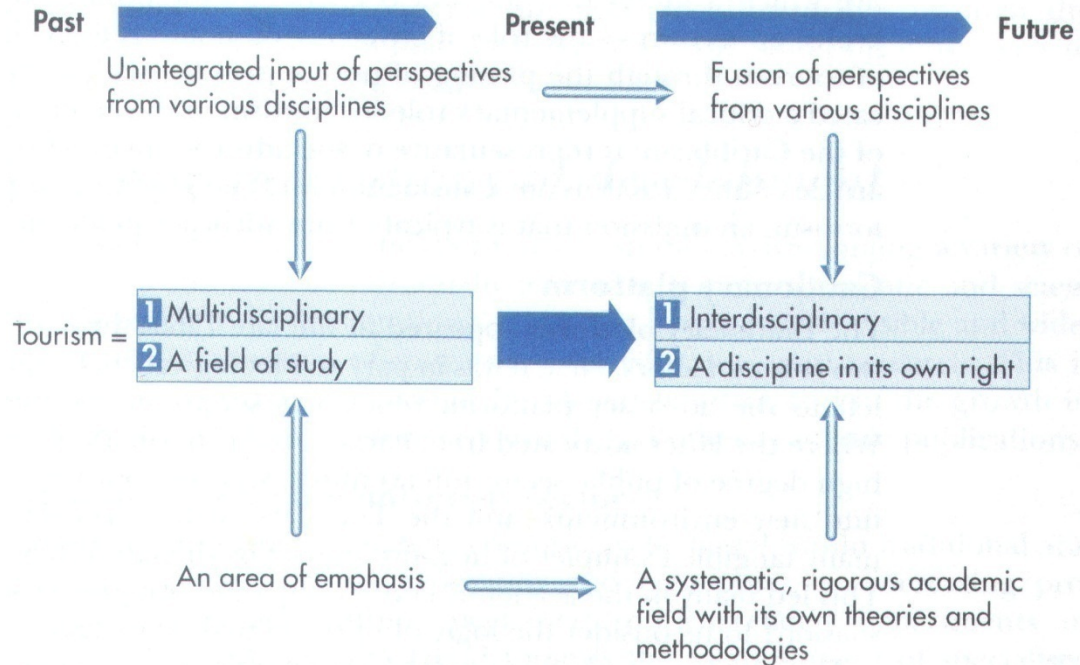 Past Present Future
Unintegrated input of perspectives
from various disciplines
Fusion of perspectives
from various disciplines
Tourism =
1 Multidisciplinary
2 A field of study
1 Interdisciplinary
2 A discipline in its own right
An area of emphasis
A systematic, rigorous academic
field with its own theories and
methodologies